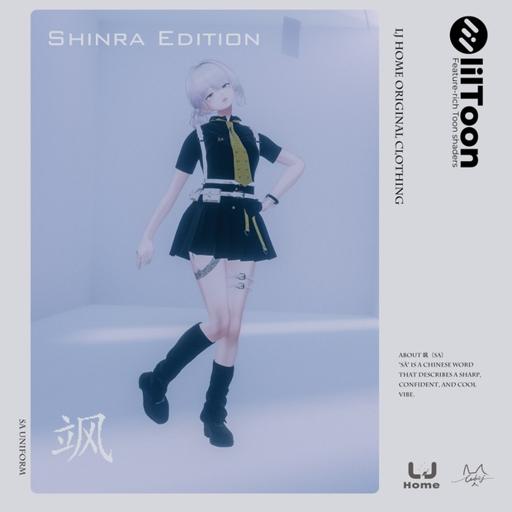 SHINRA EDITION
LJ HOME ORIGINAL CLOTHING
lilToon
Feature-rich Toon shaders
ABOUT 飒 (SA)
"SÀ" IS A CHINESE WORD
THAT DESCRIBES A SHARP,
CONFIDENT, AND COOL
VIBE.
飒
SA UNIFORM
LJ
Home